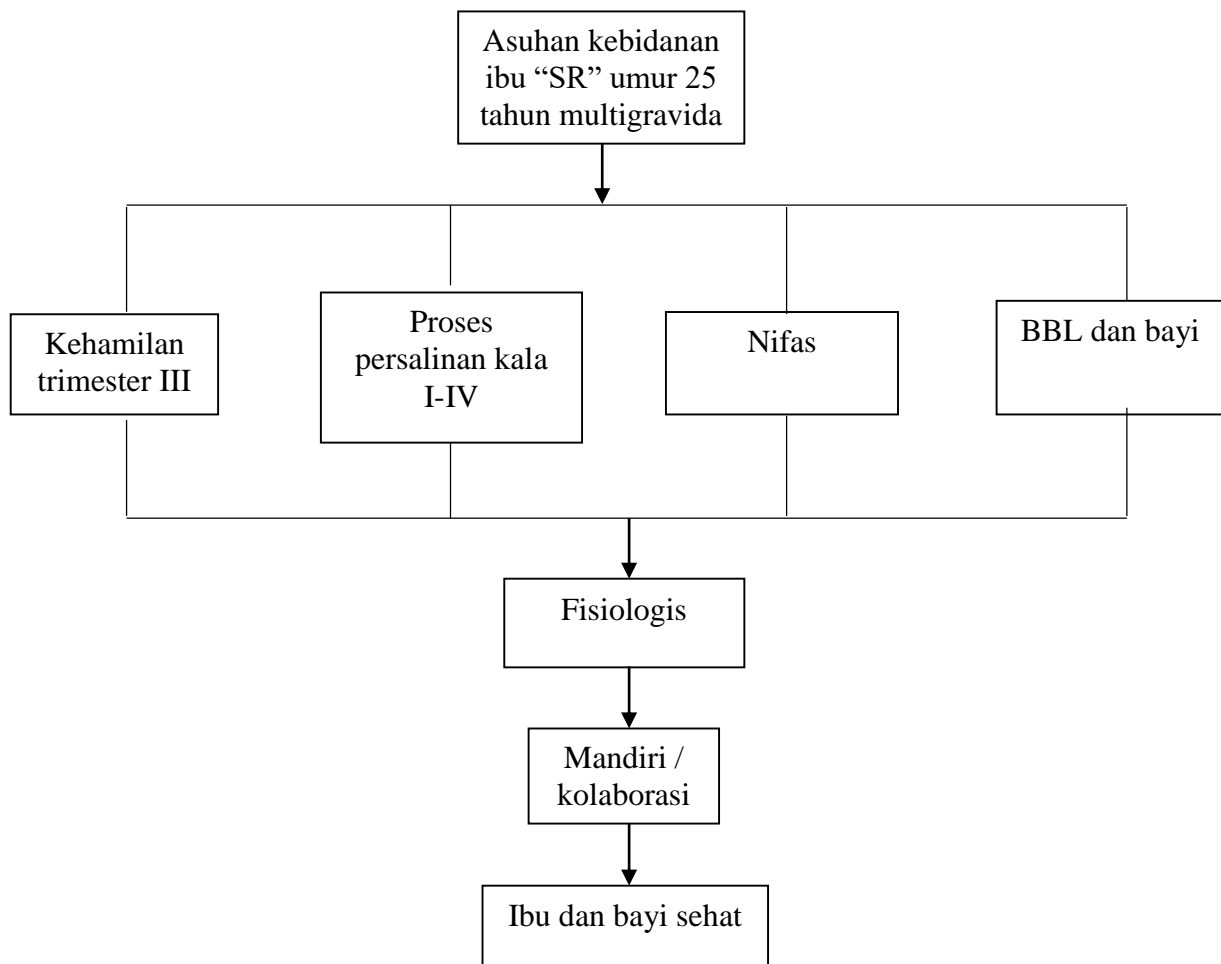 Asuhan kebidanan
ibu “SR” umur 25
tahun multigravida
Kehamilan
trimester III
Proses
persalinan kala
I-IV
Nifas
BBL dan bayi
Fisiologis
Mandiri /
kolaborasi
Ibu dan bayi sehat